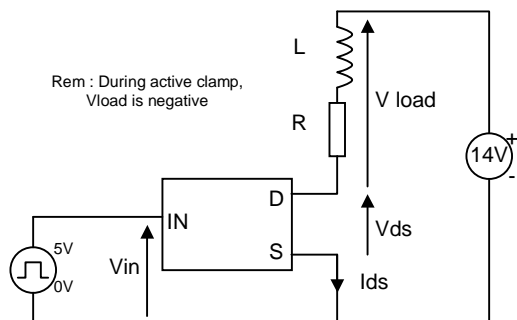 L
Rem : During active clamp,
Vload is negative
V load
R
14V
+
-
D
IN
Vds
5V
0V
Vin
S
Ids